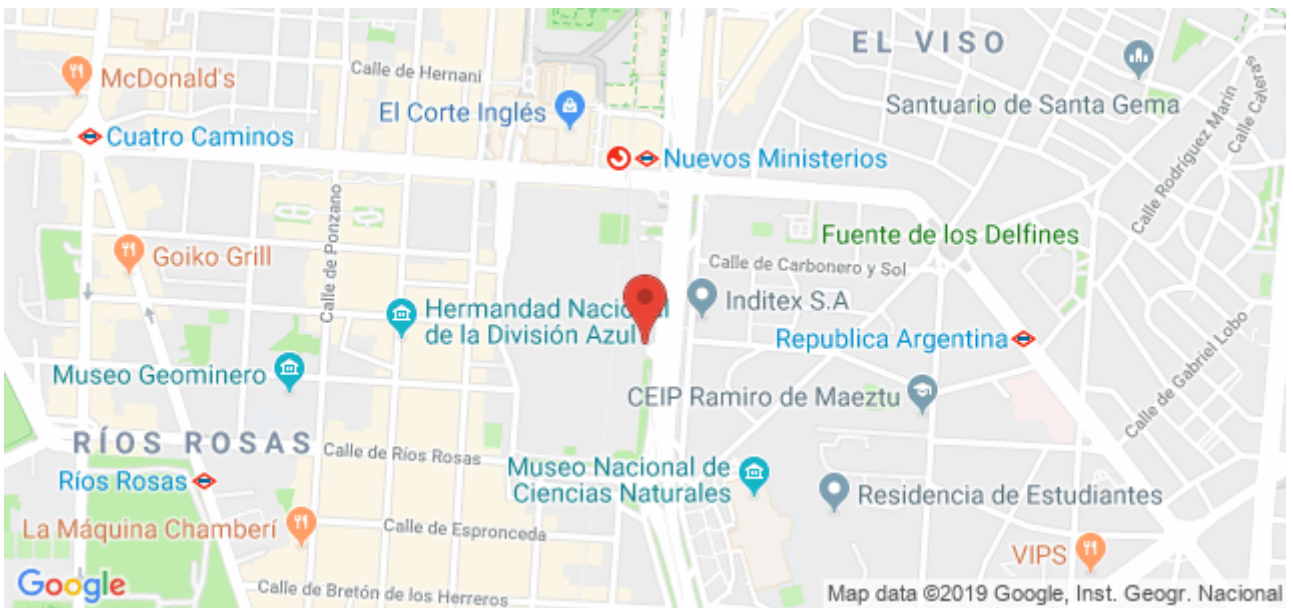 EL VISO
McDonald's
Calle de Hernani
Santuario de Santa Gema
El Corte Inglés
Calle Rodríguez Marín
Cuatro Caminos
Nuevos Ministerios
Calle de Ponzano
Fuente de los Delfines
Goiko Grill
Calle de Carbonero y Sol
Hermandad Nacional
de la División Azul
Inditex S.A
Republica Argentina
Calle de Gabriel Lobo
Museo Geominero
CEIP Ramiro de Maeztu
RÍOS ROSAS
Calle de Ríos Rosas
Ríos Rosas
Museo Nacional de
Ciencias Naturales
Residencia de Estudiantes
La Máquina Chamberí
Calle de Espronceda
VIPS
Google
Calle de Bretón de los Herreros
Map data ©2019 Google, Inst. Geogr. Nacional